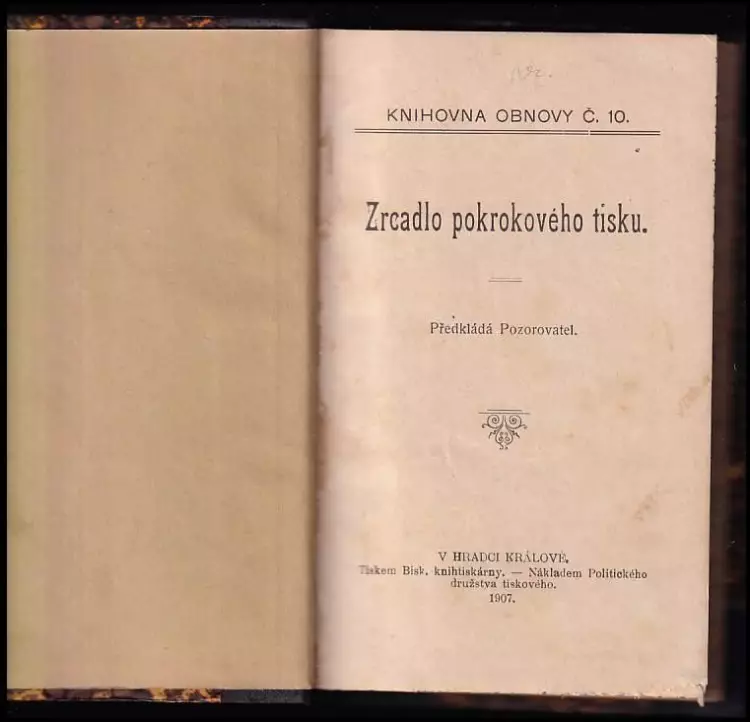 KNIHOVNA OBNOVY Č. 10.
Zrcadlo pokrokového tisku.
Předkládá Pozorovatel.
V HRADCI KRÁLOVÉ.
Tiskem Bisk. knihtiskárny. — Nákladem Politického
družstva tiskového.
1907.